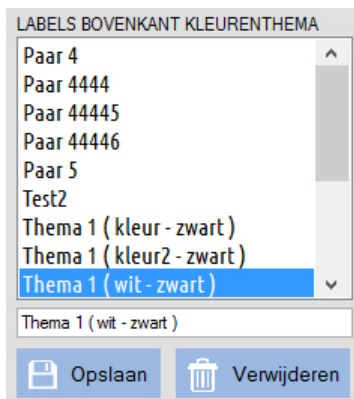 LABELS BOVENKANT KLEURENTHEMA
Paar 4
Paar 4444
Paar 44445
Paar 44446
Paar 5
Test2
Thema 1 ( kleur - zwart )
Thema 1 ( kleur2 - zwart )
Thema 1 ( wit - zwart )
Thema 1 ( wit - zwart )
Opslaan
Verwijderen